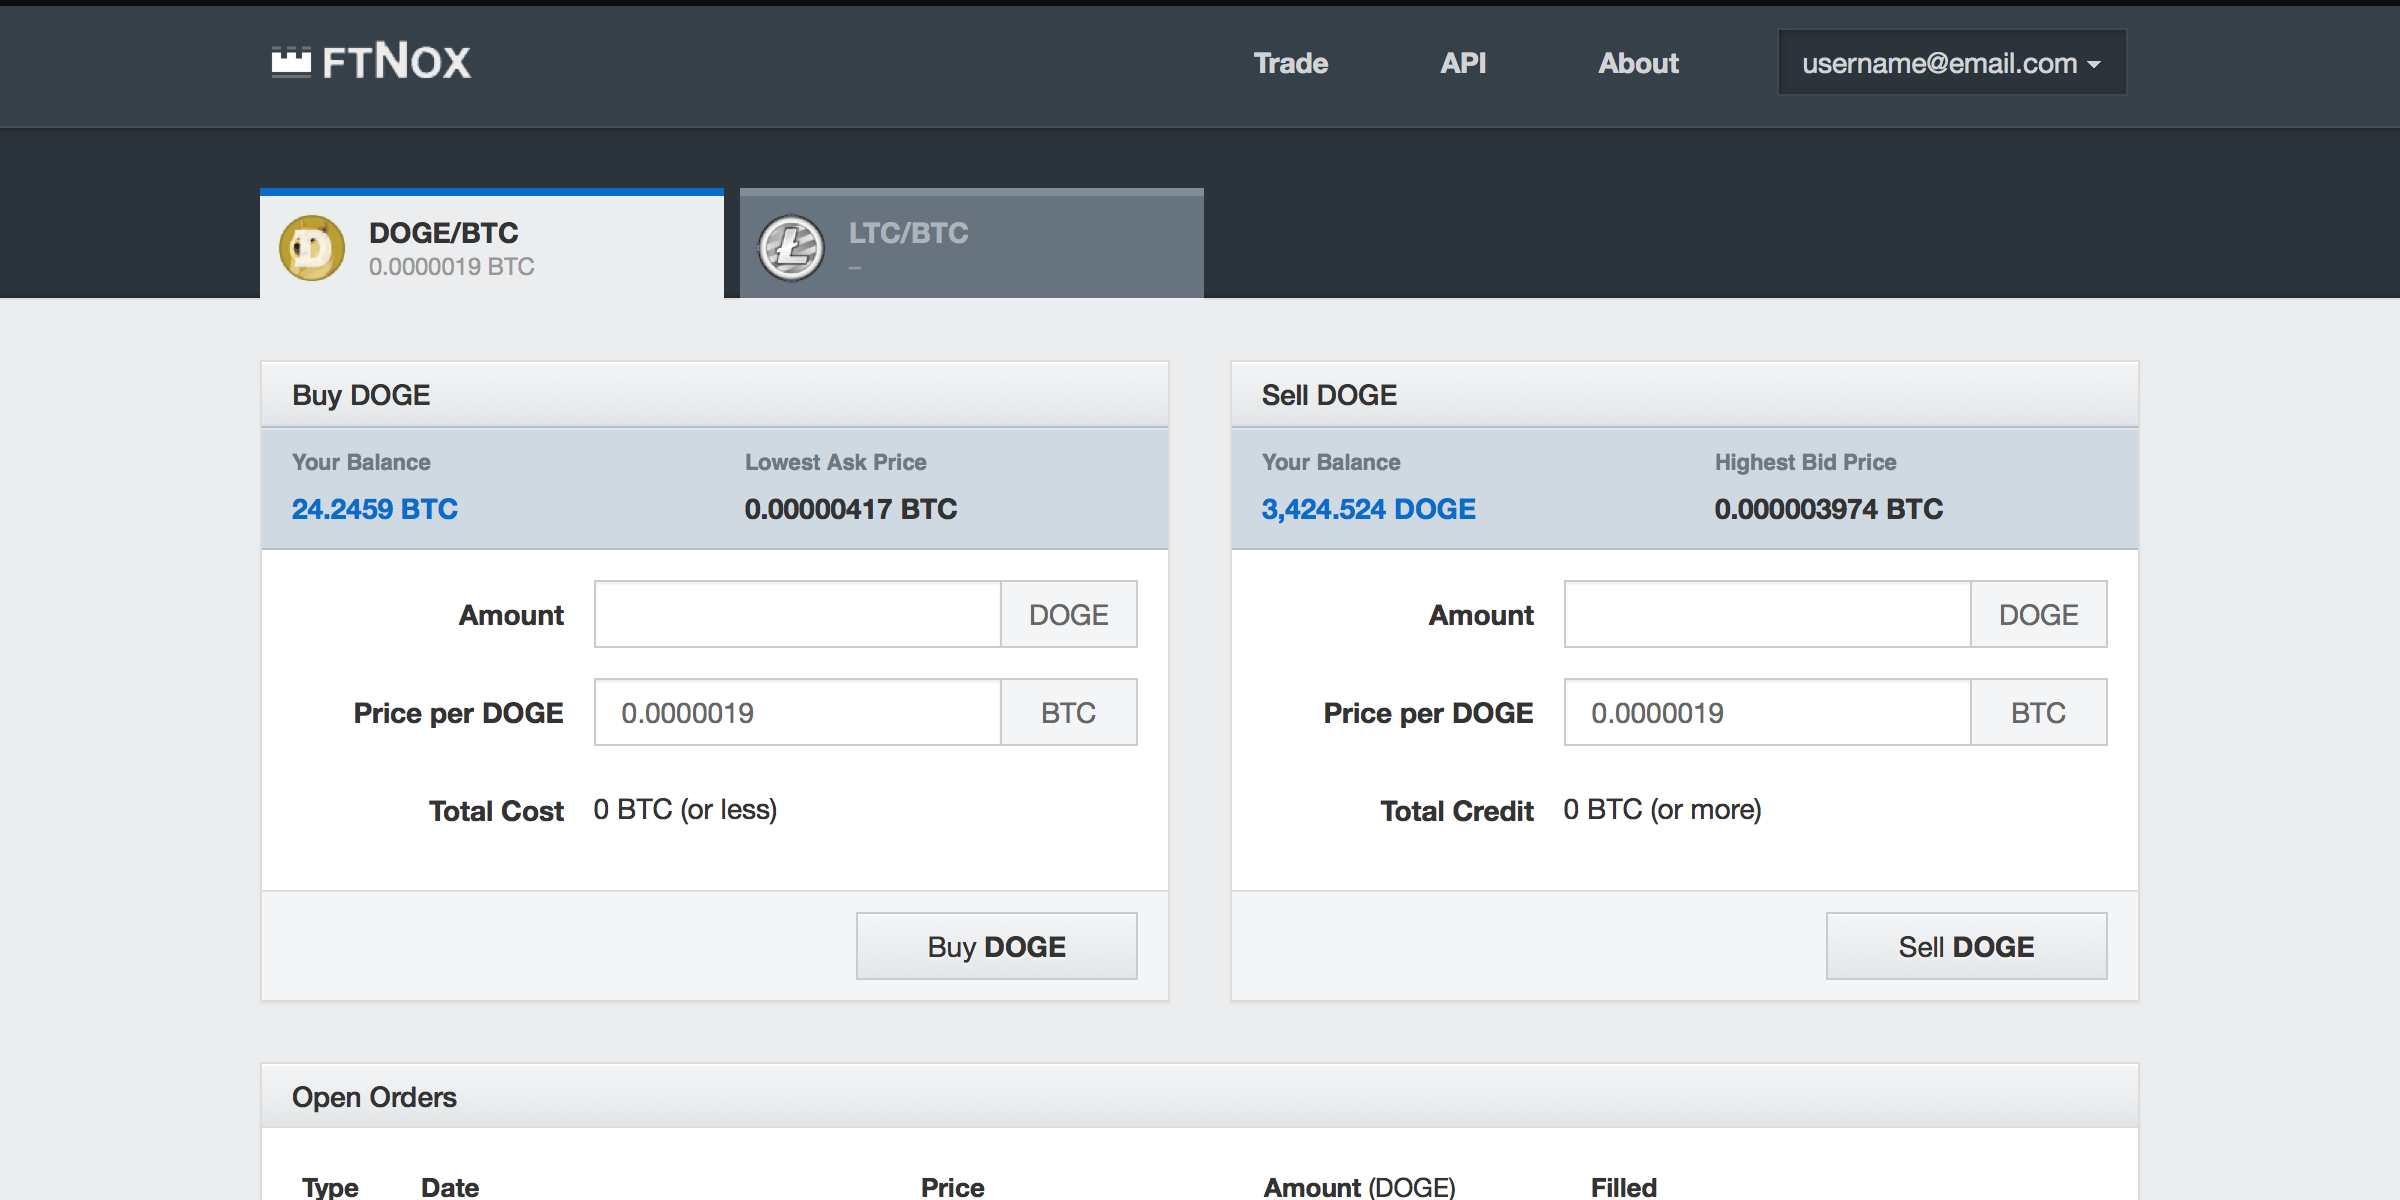 FTNOX
Trade
API
About
username@email.com
DOGE/BTC
0.0000019 BTC
LTC/BTC
–
Buy DOGE
Your Balance
Lowest Ask Price
24.2459 BTC
0.00000417 BTC
Amount
DOGE
Price per DOGE
0.0000019
BTC
Total Cost
0 BTC (or less)
Buy DOGE
Sell DOGE
Your Balance
Highest Bid Price
3,424.524 DOGE
0.000003974 BTC
Amount
DOGE
Price per DOGE
0.0000019
BTC
Total Credit
0 BTC (or more)
Sell DOGE
Open Orders
Type
Date
Price
Amount (DOGE)
Filled